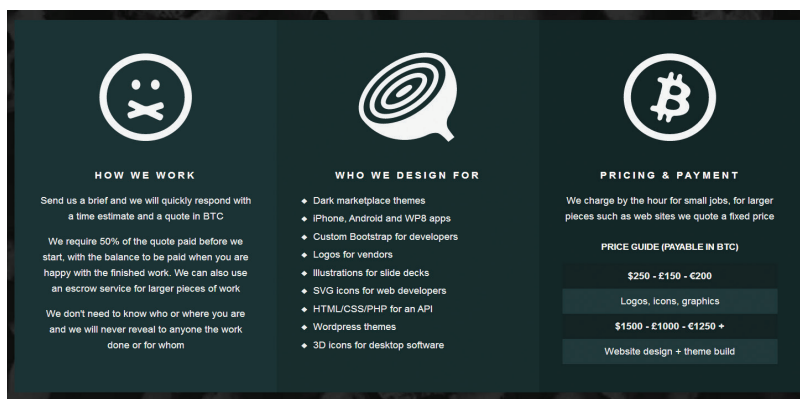 HOW WE WORK
Send us a brief and we will quickly respond with
a time estimate and a quote in BTC
We require 50% of the quote paid before we
start, with the balance to be paid when you are
happy with the finished work. We can also use
an escrow service for larger pieces of work
We don't need to know who or where you are
and we will never reveal to anyone the work
done or for whom
WHO WE DESIGN FOR
Dark marketplace themes
iPhone, Android and WP8 apps
Custom Bootstrap for developers
Logos for vendors
Illustrations for slide decks
SVG icons for web developers
HTML/CSS/PHP for an API
Wordpress themes
3D icons for desktop software
PRICING & PAYMENT
We charge by the hour for small jobs, for larger
pieces such as web sites we quote a fixed price
PRICE GUIDE (PAYABLE IN BTC)
$250 - £150 - €200
Logos, icons, graphics
$1500 - £1000 - €1250 +
Website design + theme build